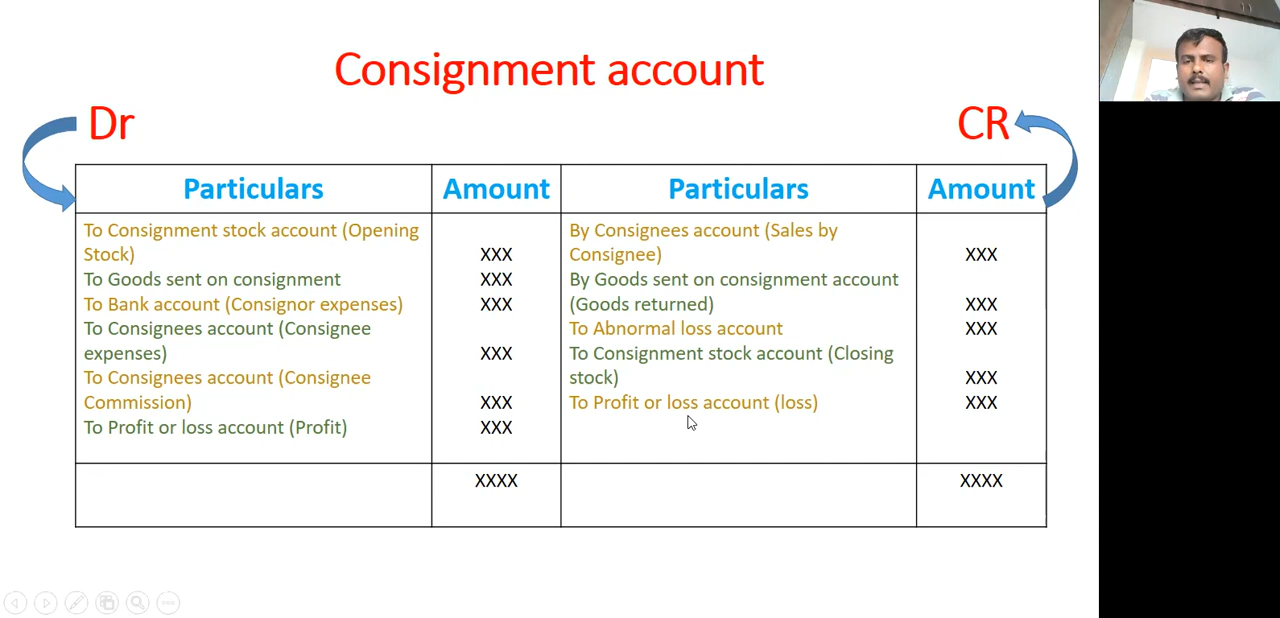 Consignment account
Dr
CR
Particulars Amount Particulars Amount
To Consignment stock account (Opening
Stock) XXX
To Goods sent on consignment XXX
To Bank account (Consignor expenses) XXX
To Consignees account (Consignee
expenses) XXX
To Consignees account (Consignee
Commission) XXX
To Profit or loss account (Profit) XXX
By Consignees account (Sales by
Consignee) XXX
By Goods sent on consignment account
(Goods returned) XXX
To Abnormal loss account XXX
To Consignment stock account (Closing
stock) XXX
To Profit or loss account (loss) XXX
XXXX XXXX